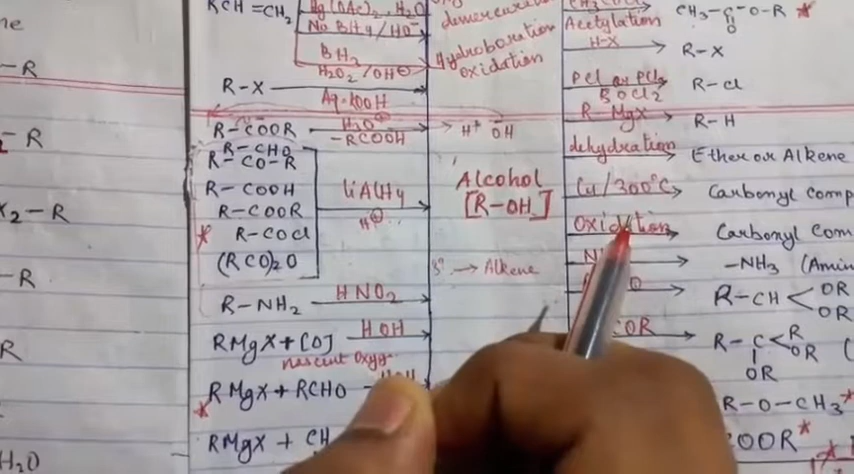 RCH=CH₂
Hg(OAc)₂, H₂O
NaBH₄/HO⁻
demercuration
BH₃
H₂O₂/OH⊖
Hydroboration
oxidation
R-X
Aq. KOH
R-COOR
H₂O
-RCOOH
H⁺ OH
R-CHO
R-CO-R
R-COOH
R-COOR
* R-COCl
(RCO)₂O
LiAlH₄
H⊕
R-NH₂
HNO₂
RMgX+[O]
HOH
nascent oxyg
* RMgX + RCHO
RMgX + CH
Alcohol
[R-OH]
3° → Alkene
Acetylation
CH₃-C-O-R *
O
H-X
R-X
PCl₅ or PCl₃
SOCl₂
R-Cl
R-MgX
R-H
dehydration
Ether or Alkene
Cu/300°C
Carbonyl comp
Oxidation
Carbonyl com
-NH₃ (Amin
R-CH
OR
OR
COR
R-C
R
OR
OR
R-O-CH₃*
COOR*
-R
-R
X₂-R
-R
R
H₂O